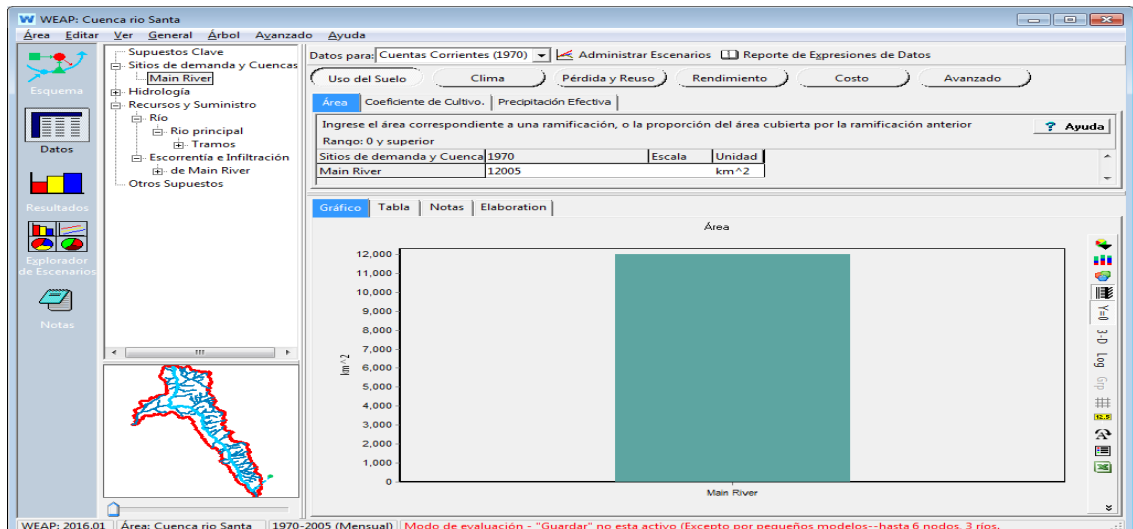 WEAP: Cuenca rio Santa
Área Editar Ver General Árbol Avanzado Ayuda
Esquema
Datos
Resultados
Explorador
de Escenarios
Notas
Supuestos Clave
Sitios de demanda y Cuencas
Main River
Hidrología
Recursos y Suministro
Río
Rio principal
Tramos
Escorrentía e Infiltración
de Main River
Otros Supuestos
Datos para: Cuentas Corrientes (1970) Administrar Escenarios Reporte de Expresiones de Datos
Uso del Suelo Clima Pérdida y Reuso Rendimiento Costo Avanzado
Área Coeficiente de Cultivo. Precipitación Efectiva
Ingrese el área correspondiente a una ramificación, o la proporción del área cubierta por la ramificación anterior
? Ayuda
Rango: 0 y superior
Sitios de demanda y Cuenca 1970 Escala Unidad
Main River 12005 km^2
Gráfico Tabla Notas Elaboration
Área
km^2
12,000
11,000
10,000
9,000
8,000
7,000
6,000
5,000
4,000
3,000
2,000
1,000
0
Main River
Y=0
3-D
Log
Grp
12.5
WEAP: 2016.01 Área: Cuenca rio Santa 1970-2005 (Mensual) Modo de evaluación - "Guardar" no esta activo (Excepto por pequeños modelos--hasta 6 nodos, 3 ríos,